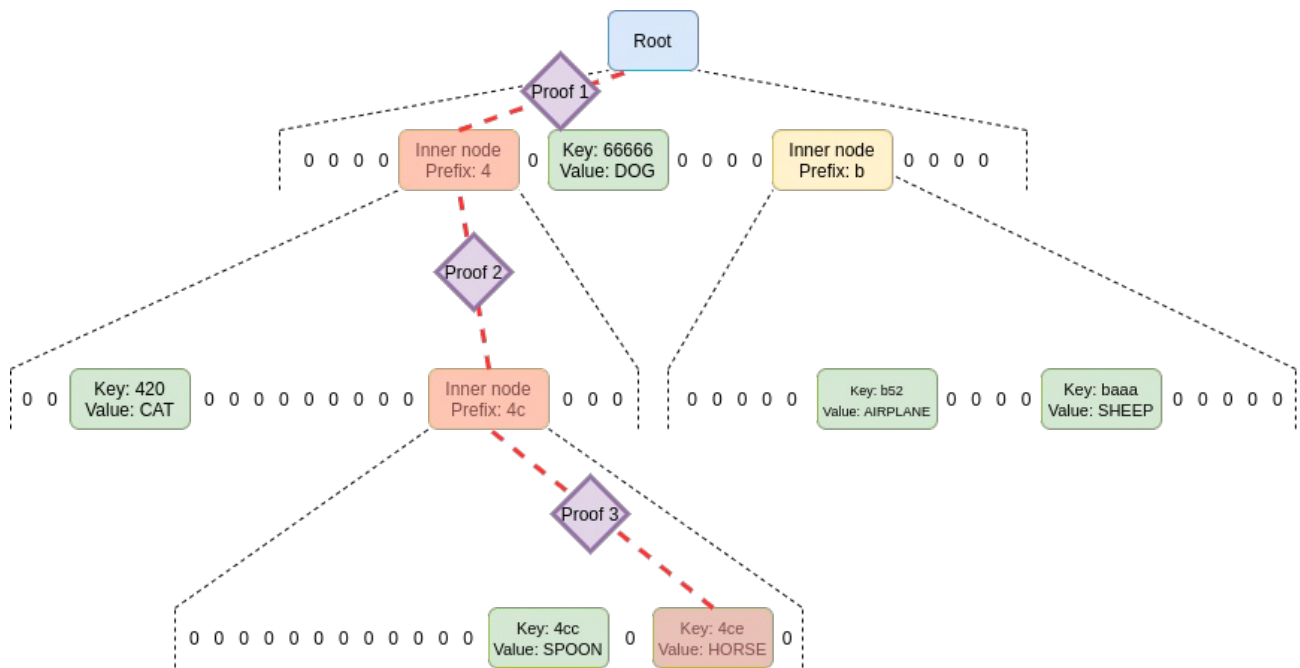 Root
Proof 1
0 0 0 0
Inner node
Prefix: 4
0
Key: 66666
Value: DOG
0 0 0 0
Inner node
Prefix: b
0 0 0 0
Proof 2
0 0
Key: 420
Value: CAT
0 0 0 0 0 0 0 0 0
Inner node
Prefix: 4c
0 0 0
0 0 0 0 0
Key: b52
Value: AIRPLANE
0 0 0 0
Key: baaa
Value: SHEEP
0 0 0 0 0
Proof 3
0 0 0 0 0 0 0 0 0 0 0 0
Key: 4cc
Value: SPOON
0
Key: 4ce
Value: HORSE
0